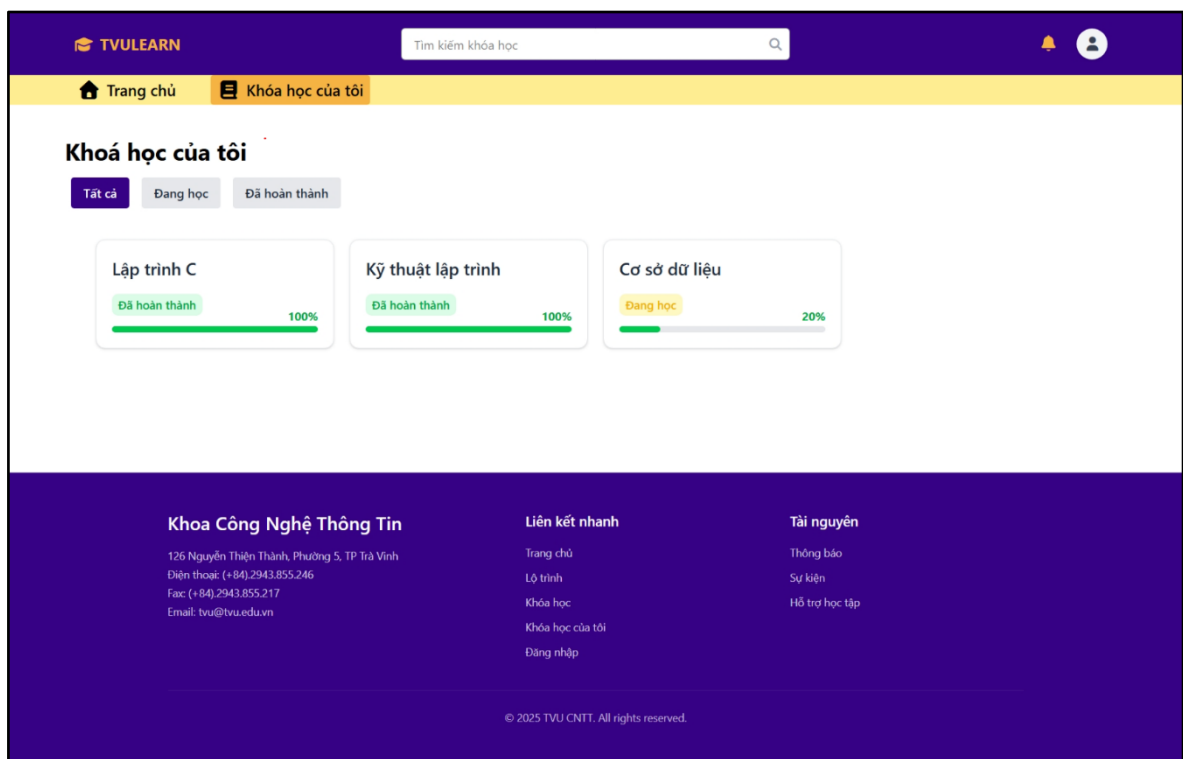 TVULEARN
Tìm kiếm khóa học
Trang chủ
Khóa học của tôi
Khoá học của tôi
Tất cả
Đang học
Đã hoàn thành
Lập trình C
Đã hoàn thành
100%
Kỹ thuật lập trình
Đã hoàn thành
100%
Cơ sở dữ liệu
Đang học
20%
Khoa Công Nghệ Thông Tin
126 Nguyễn Thiện Thành, Phường 5, TP Trà Vinh
Điện thoại: (+84).2943.855.246
Fax: (+84).2943.855.217
Email: tvu@tvu.edu.vn
Liên kết nhanh
Trang chủ
Lộ trình
Khóa học
Khóa học của tôi
Đăng nhập
Tài nguyên
Thông báo
Sự kiện
Hỗ trợ học tập
© 2025 TVU CNTT. All rights reserved.